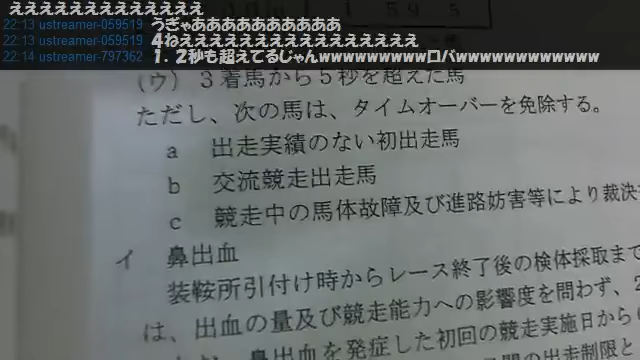 えええええええええええええ
22:13 ustreamer-059519 うぎゃああああああああああ
22:13 ustreamer-059519 4ねええええええええええええええええ
22:14 ustreamer-797362 1．2秒も超えてるじゃんwwwwwwwwwロバwwwwwwwwwwwww
(ウ) 3着馬から5秒を超えた馬
ただし、次の馬は、タイムオーバーを免除する。
a 出走実績のない初出走馬
b 交流競走出走馬
c 競走中の馬体故障及び進路妨害等により裁決
イ 鼻出血
装鞍所引付け時からレース終了後の検体採取まで
は、出血の量及び競走能力への影響度を問わず、2
鼻出血を発症した初回の競走実施日から
間の出走制限と